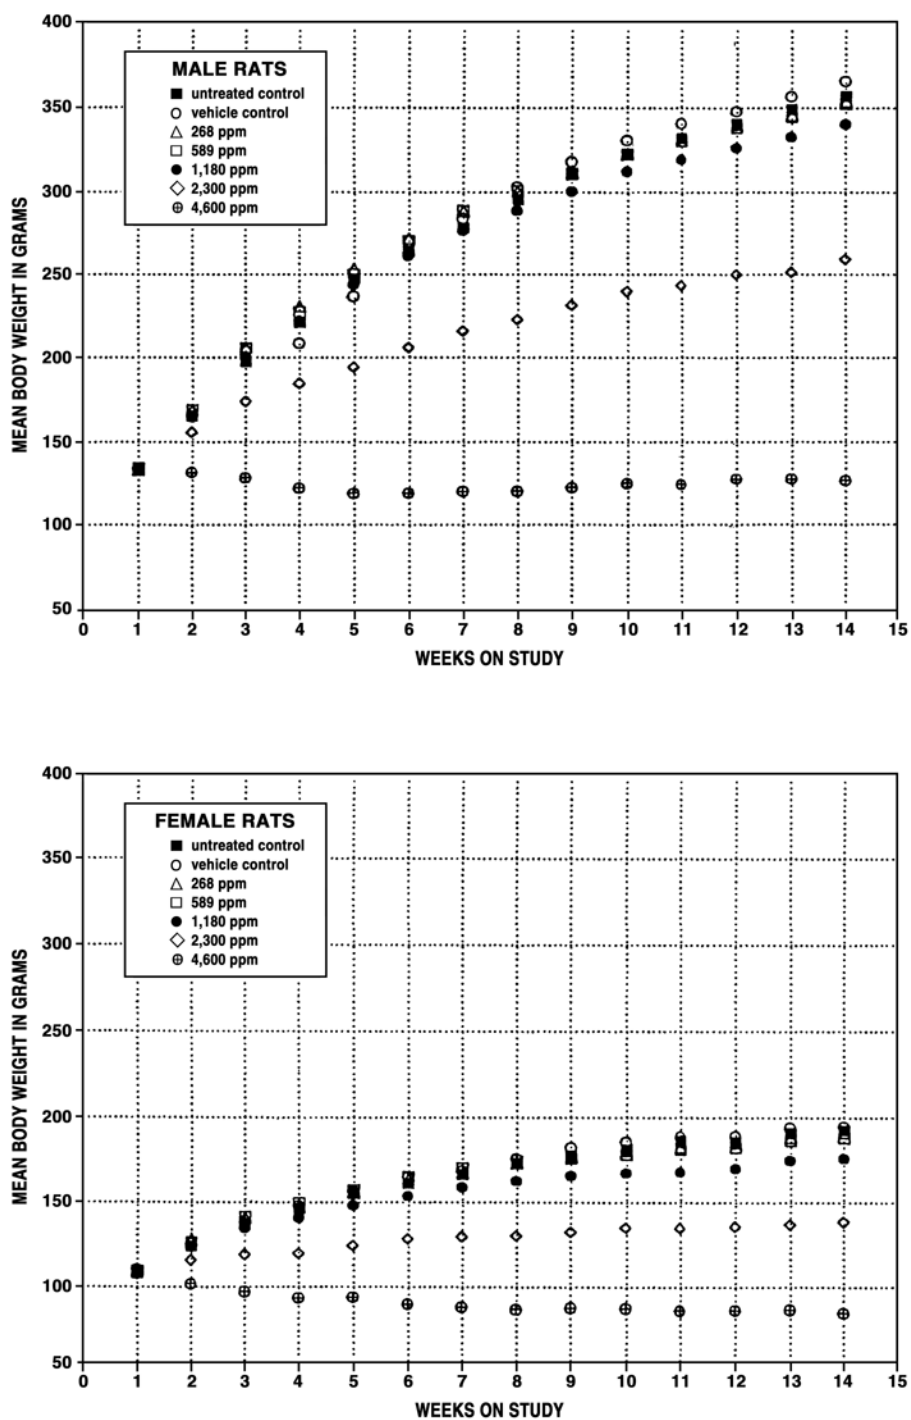 400
350
300
250
200
150
100
50
MEAN BODY WEIGHT IN GRAMS
MALE RATS
untreated control
vehicle control
268 ppm
589 ppm
1,180 ppm
2,300 ppm
4,600 ppm
0 1 2 3 4 5 6 7 8 9 10 11 12 13 14 15
WEEKS ON STUDY
400
350
300
250
200
150
100
50
MEAN BODY WEIGHT IN GRAMS
FEMALE RATS
untreated control
vehicle control
268 ppm
589 ppm
1,180 ppm
2,300 ppm
4,600 ppm
0 1 2 3 4 5 6 7 8 9 10 11 12 13 14 15
WEEKS ON STUDY